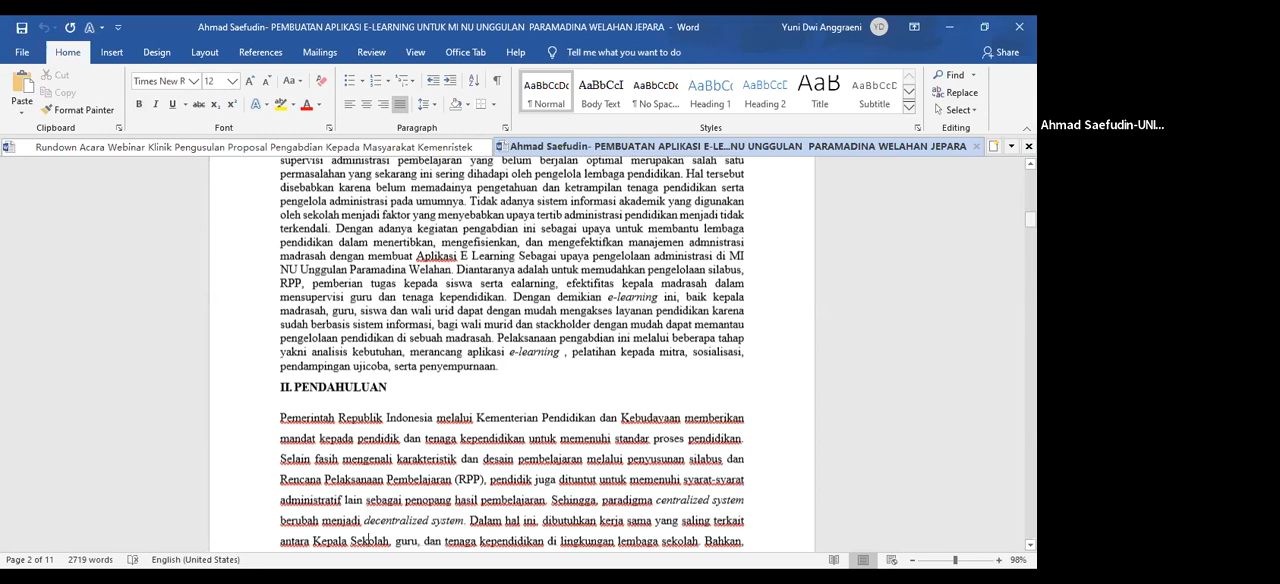 Ahmad Saefudin- PEMBUATAN APLIKASI E-LEARNING UNTUK MI NU UNGGULAN PARAMADINA WELAHAN JEPARA - Word
Yuni Dwi Anggraeni
YD
File Home Insert Design Layout References Mailings Review View Office Tab Help Tell me what you want to do
Share
Paste
Cut
Copy
Format Painter
Clipboard
Times New R 12
Font
Paragraph
AaBbCcDc AaBbCcI AaBbCcDc AaBbC AaBbCcE AaB AaBbCcD
¶ Normal Body Text ¶ No Spac... Heading 1 Heading 2 Title Subtitle
Styles
Find
Replace
Select
Editing
Ahmad Saefudin-UNI...
Rundown Acara Webinar Klinik Pengusulan Proposal Pengabdian Kepada Masyarakat Kemenristek
Ahmad Saefudin- PEMBUATAN APLIKASI E-LE...NU UNGGULAN PARAMADINA WELAHAN JEPARA
supervisi administrasi pembelajaran yang belum berjalan optimal merupakan salah satu
permasalahan yang sekarang ini sering dihadapi oleh pengelola lembaga pendidikan. Hal tersebut
disebabkan karena belum memadainya pengetahuan dan ketrampilan tenaga pendidikan serta
pengelola administrasi pada umumnya. Tidak adanya sistem informasi akademik yang digunakan
oleh sekolah menjadi faktor yang menyebabkan upaya tertib administrasi pendidikan menjadi tidak
terkendali. Dengan adanya kegiatan pengabdian ini sebagai upaya untuk membantu lembaga
pendidikan dalam menertibkan, mengefisienkan, dan mengefektifkan manajemen admnistrasi
madrasah dengan membuat Aplikasi E Learning Sebagai upaya pengelolaan administrasi di MI
NU Unggulan Paramadina Welahan. Diantaranya adalah untuk memudahkan pengelolaan silabus,
RPP, pemberian tugas kepada siswa serta ealarning, efektifitas kepala madrasah dalam
mensupervisi guru dan tenaga kependidikan. Dengan demikian e-learning ini, baik kepala
madrasah, guru, siswa dan wali urid dapat dengan mudah mengakses layanan pendidikan karena
sudah berbasis sistem informasi, bagi wali murid dan stackholder dengan mudah dapat memantau
pengelolaan pendidikan di sebuah madrasah. Pelaksanaan pengabdian ini melalui beberapa tahap
yakni analisis kebutuhan, merancang aplikasi e-learning , pelatihan kepada mitra, sosialisasi,
pendampingan ujicoba, serta penyempurnaan.
II. PENDAHULUAN
Pemerintah Republik Indonesia melalui Kementerian Pendidikan dan Kebudayaan memberikan
mandat kepada pendidik dan tenaga kependidikan untuk memenuhi standar proses pendidikan.
Selain fasih mengenali karakteristik dan desain pembelajaran melalui penyusunan silabus dan
Rencana Pelaksanaan Pembelajaran (RPP), pendidik juga dituntut untuk memenuhi syarat-syarat
administratif lain sebagai penopang hasil pembelajaran. Sehingga, paradigma centralized system
berubah menjadi decentralized system. Dalam hal ini, dibutuhkan kerja sama yang saling terkait
antara Kepala Sekolah, guru, dan tenaga kependidikan di lingkungan lembaga sekolah. Bahkan,
Page 2 of 11 2719 words English (United States) 98%